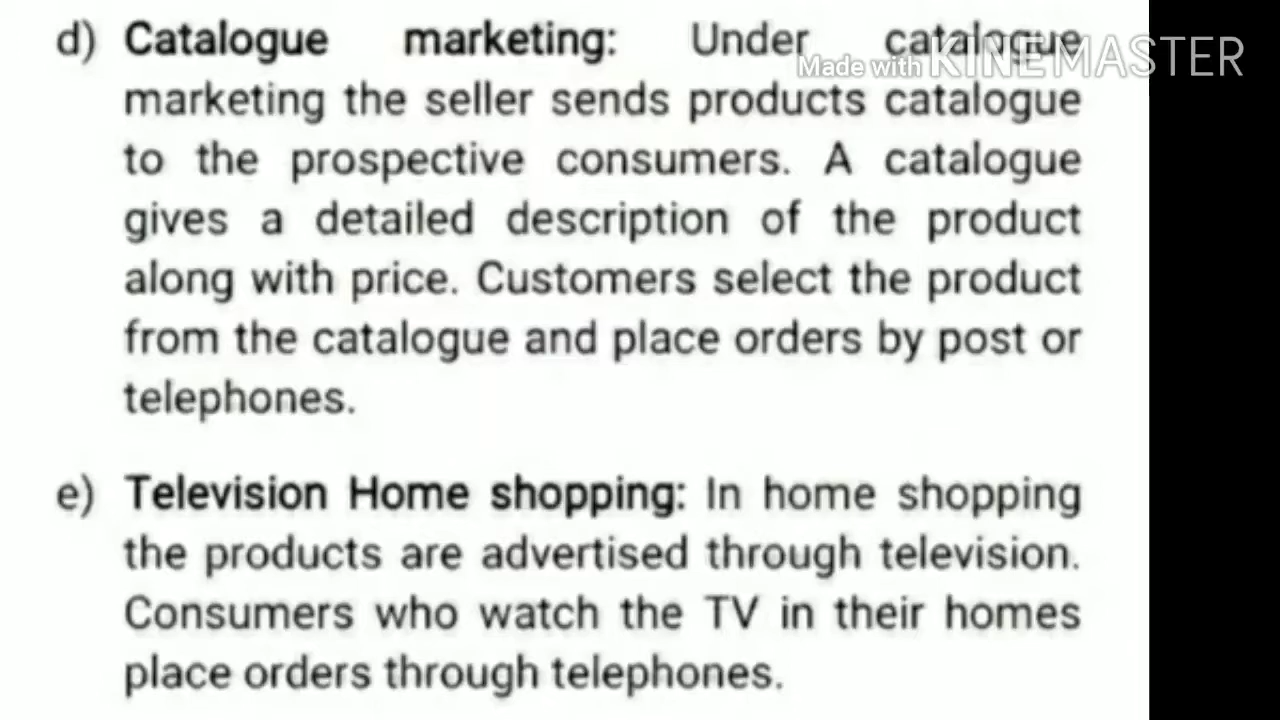 d) Catalogue marketing: Under catalogue
Made with KINEMASTER
marketing the seller sends products catalogue
to the prospective consumers. A catalogue
gives a detailed description of the product
along with price. Customers select the product
from the catalogue and place orders by post or
telephones.
e) Television Home shopping: In home shopping
the products are advertised through television.
Consumers who watch the TV in their homes
place orders through telephones.